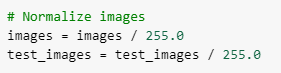 # Normalize images
images = images / 255.0
test_images = test_images / 255.0